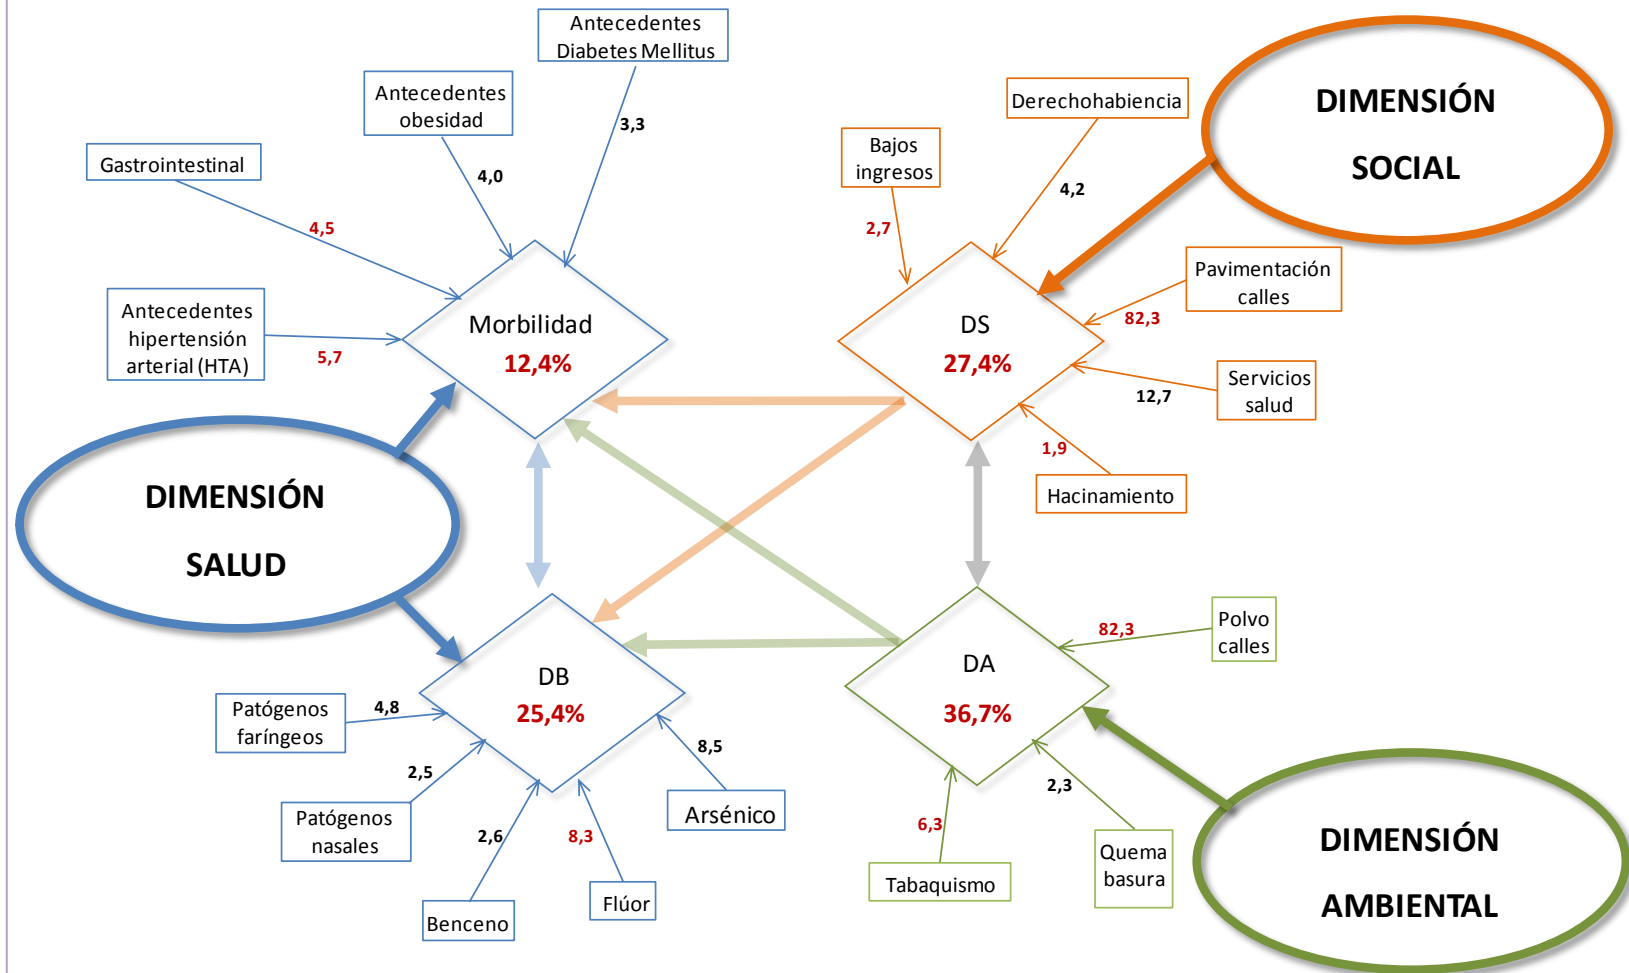 Antecedentes
Diabetes Mellitus
3,3
Antecedentes
obesidad
4,0
Gastrointestinal
4,5
Antecedentes
hipertensión
arterial (HTA)
5,7
Morbilidad
12,4%
Derechohabiencia
4,2
Bajos
ingresos
2,7
DIMENSIÓN
SOCIAL
Pavimentación
calles
82,3
DS
27,4%
Servicios
salud
12,7
1,9
Hacinamiento
DIMENSIÓN
SALUD
DB
25,4%
Patógenos
faríngeos
4,8
2,5
Patógenos
nasales
2,6
Benceno
8,3
Flúor
8,5
Arsénico
DA
36,7%
82,3
Polvo
calles
6,3
Tabaquismo
2,3
Quema
basura
DIMENSIÓN
AMBIENTAL